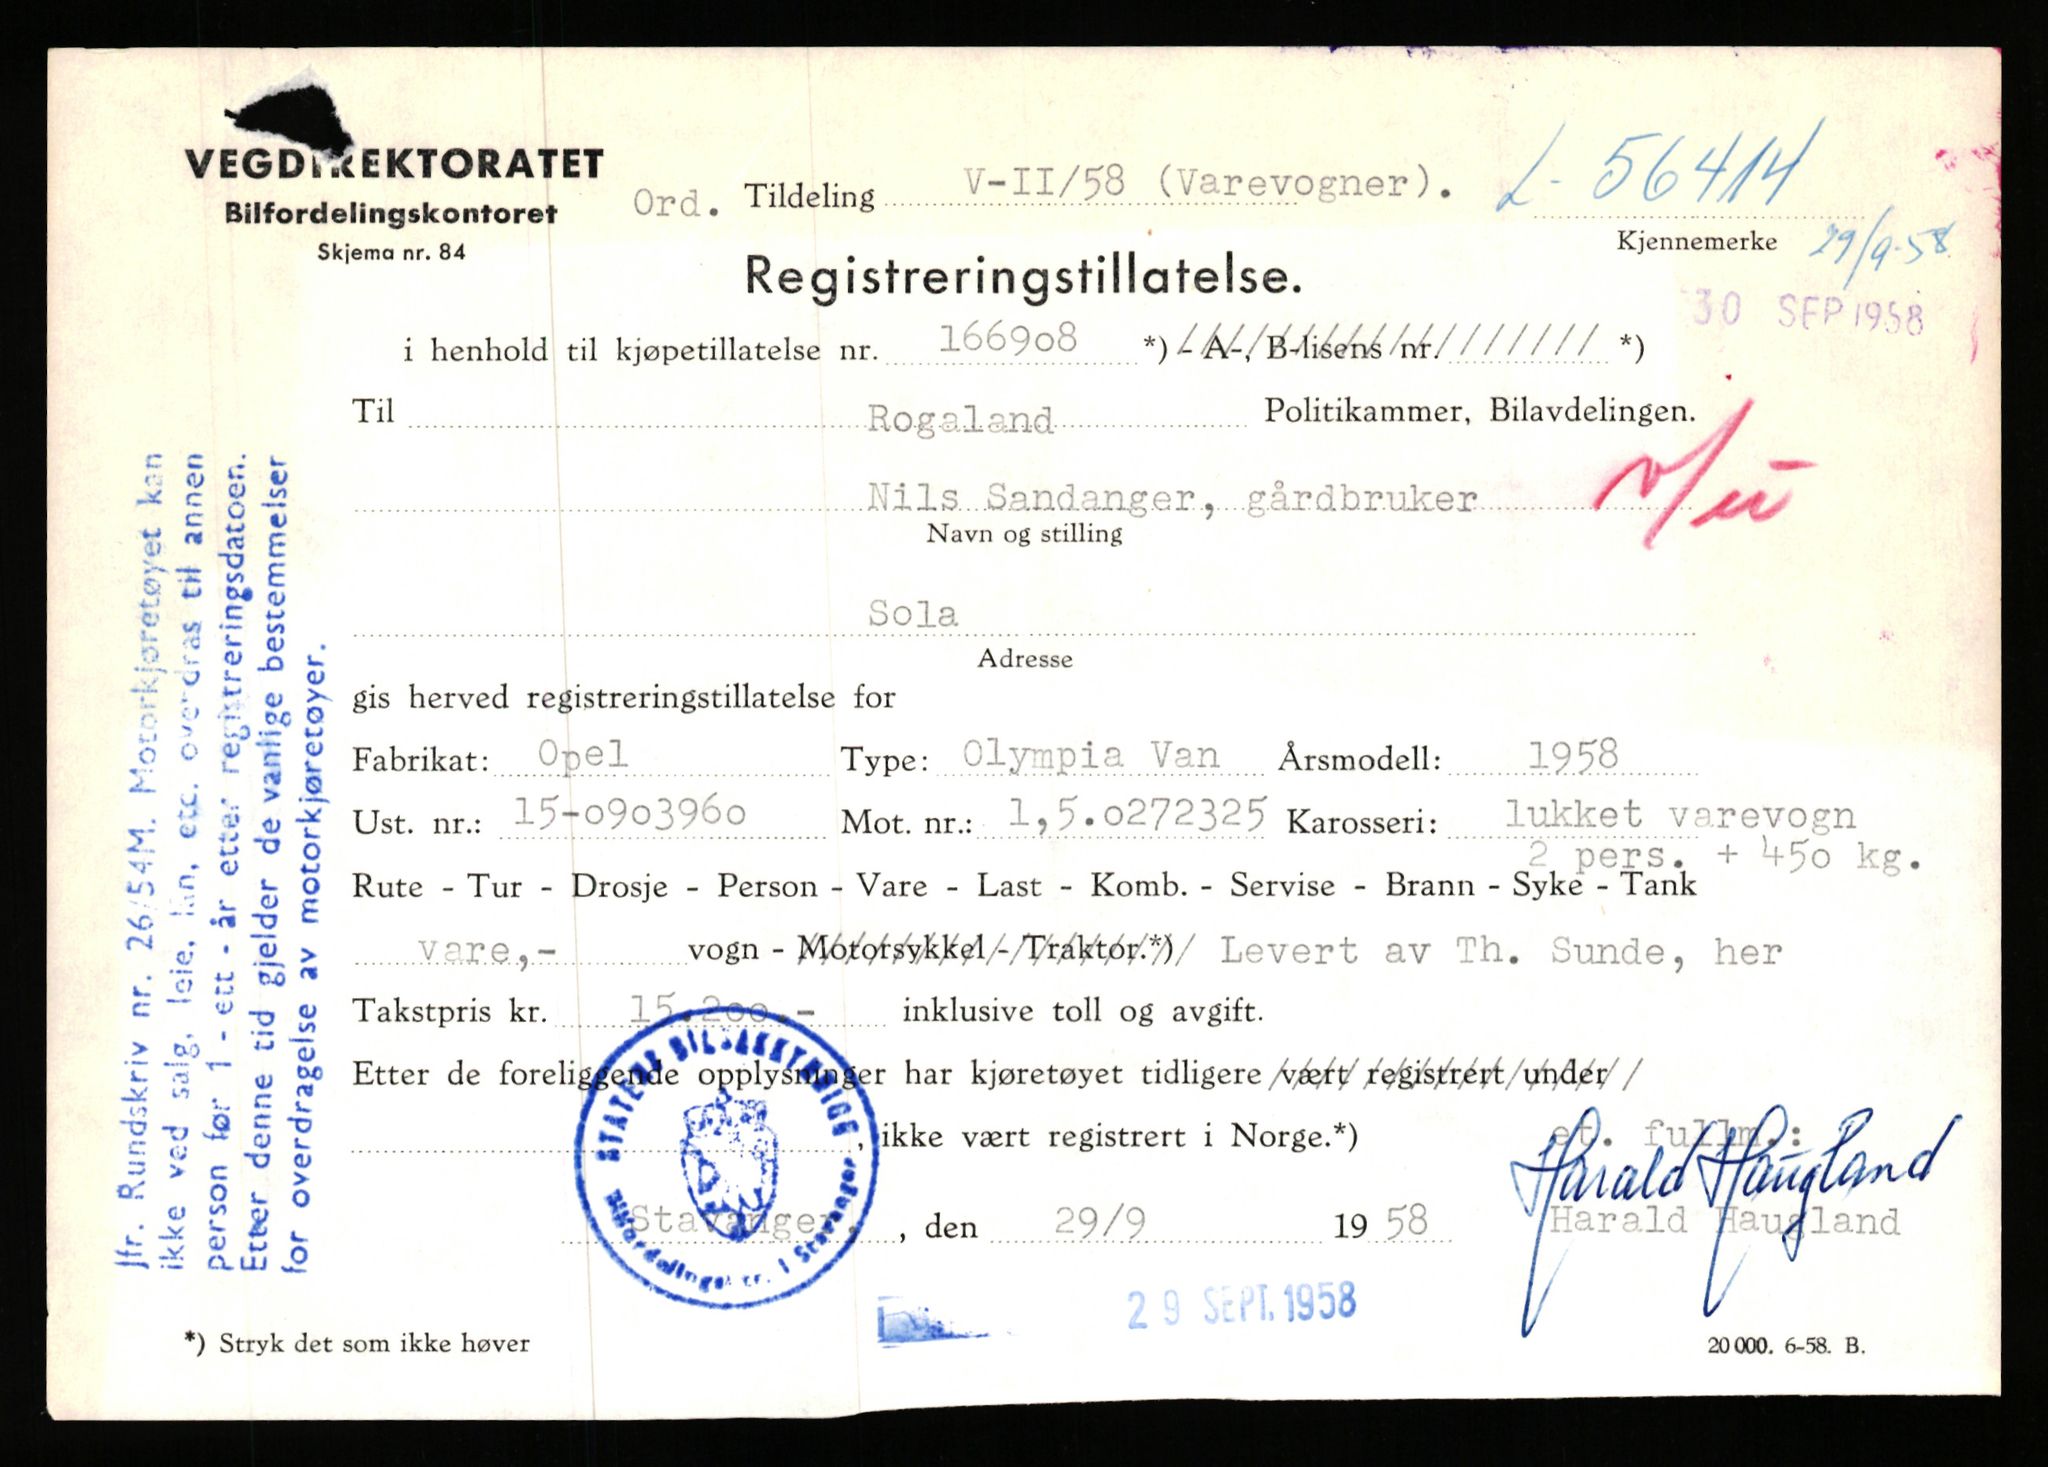 VEGDIREKTORATET
Bilfordelingskontoret
Skjema nr. 84
Ord. Tildeling V-II/58 (Varevogner).
L - 56414
Kjennemerke
29/9-58
30 SEP 1958
Registreringstillatelse.
i henhold til kjøpetillatelse nr. 166908 *) - A-, B-lisens nr. *)
Til Rogaland Politikammer, Bilavdelingen.
Nils Sandanger, gårdbruker
Navn og stilling
Sola
Adresse
gis herved registreringstillatelse for
Fabrikat: Opel Type: Olympia Van Årsmodell: 1958
Ust. nr.: 15-0903960 Mot. nr.: 1,5.0272325 Karosseri: lukket varevogn
2 pers. + 450 kg.
Rute - Tur - Drosje - Person - Vare - Last - Komb. - Servise - Brann - Syke - Tank
vare,- vogn - Motorsykkel - Traktor.*) Levert av Th. Sunde, her
Takstpris kr. 15.200.- inklusive toll og avgift.
Etter de foreliggende opplysninger har kjøretøyet tidligere vært registrert under
, ikke vært registrert i Norge.*)
et. fullm.:
Harald Haugland
Stavanger. , den 29/9 19 58 Harald Haugland
29 SEPT. 1958
*) Stryk det som ikke høver
20 000. 6-58. B.
Jfr. Rundskriv nr. 26/54M. Motorkjøretøyet kan
ikke ved salg, leie, lån, etc. overdras til annen
person før 1 - ett - år etter registreringsdatoen.
Etter denne tid gjelder de vanlige bestemmelser
for overdragelse av motorkjøretøyer.
STATENS BILSAKKYNDIGE
Bilfordelingskt. i Stavanger